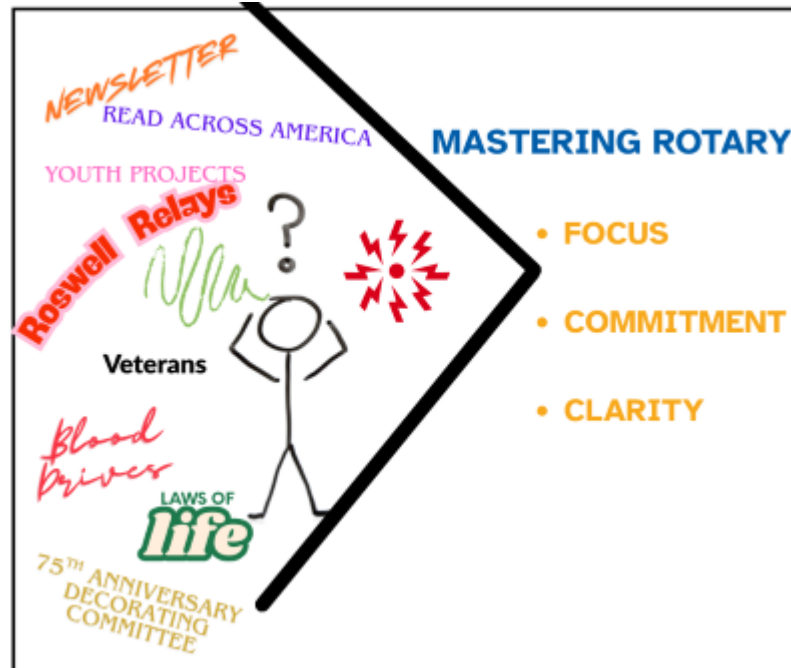 NEWSLETTER
READ ACROSS AMERICA
YOUTH PROJECTS
Roswell Relays
?
Veterans
Blood
Drives
LAWS OF
life
75TH ANNIVERSARY
DECORATING
COMMITTEE
MASTERING ROTARY
• FOCUS
• COMMITMENT
• CLARITY